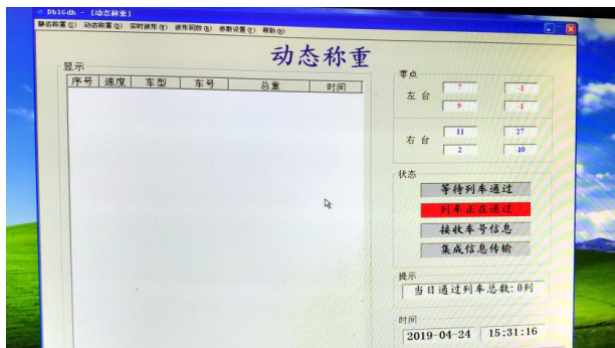 DblGdh - [动态称重]
静态称重(S) 动态称重(D) 实时波形(W) 波形回放(B) 参数设置(C) 帮助(H)
动态称重
显示
序号 速度 车型 车号 总重 时间
零点
左台
7 -1
9 -1
右台
11 27
2 -10
状态
等待列车通过
列车正在通过
接收车号信息
集成信息传输
提示
当日通过列车总数:0列
时间
2019-04-24 15:31:16